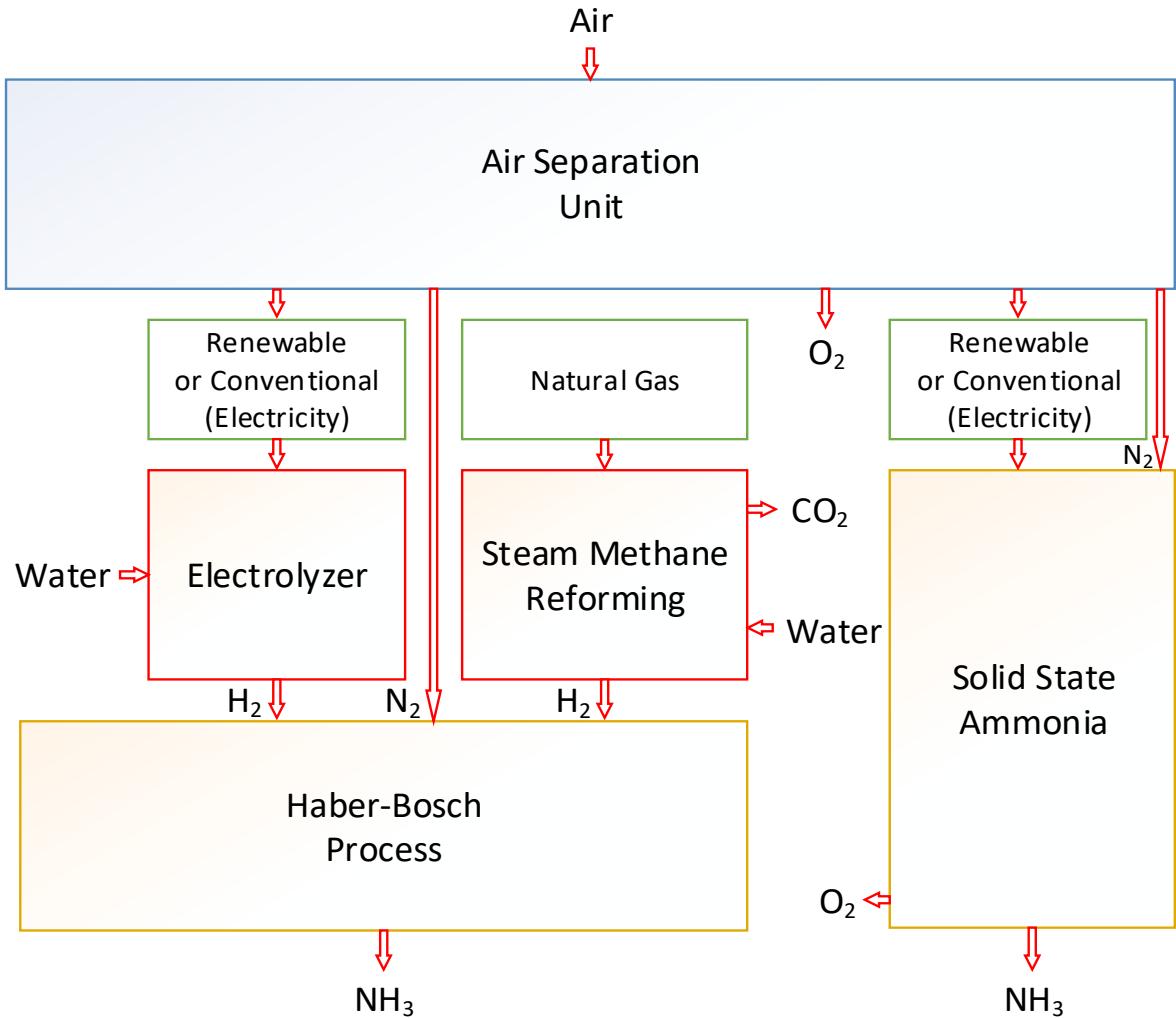 Air
Air Separation
Unit
Renewable
or Conventional
(Electricity)
Natural Gas
O₂
Renewable
or Conventional
(Electricity)
N₂
Water
Electrolyzer
Steam Methane
Reforming
CO₂
Water
Solid State
Ammonia
H₂
N₂
H₂
Haber-Bosch
Process
O₂
NH₃
NH₃